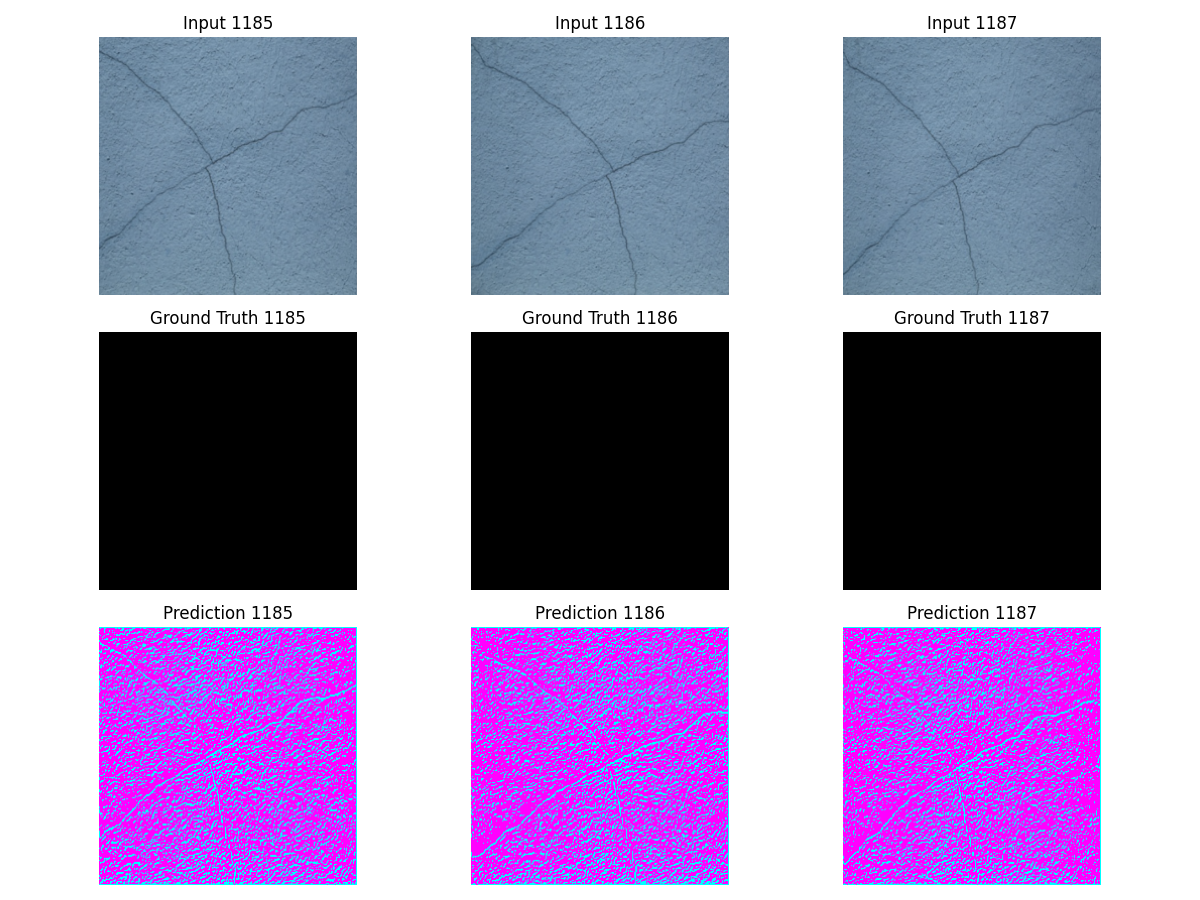 Input 1185
Input 1186
Input 1187
Ground Truth 1185
Ground Truth 1186
Ground Truth 1187
Prediction 1185
Prediction 1186
Prediction 1187